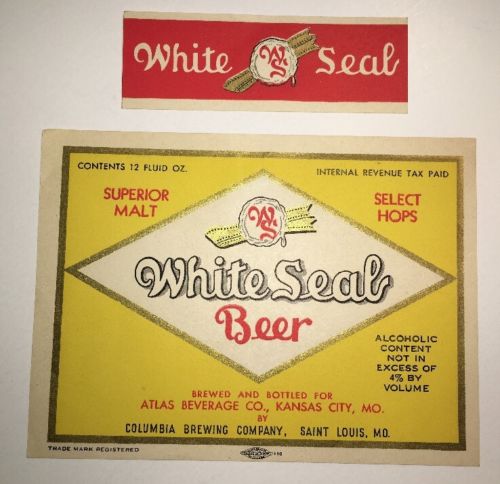 White WS Seal
CONTENTS 12 FLUID OZ.
INTERNAL REVENUE TAX PAID
SUPERIOR
MALT
SELECT
HOPS
WS
White Seal
Beer
ALCOHOLIC
CONTENT
NOT IN
EXCESS OF
4% BY
VOLUME
BREWED AND BOTTLED FOR
ATLAS BEVERAGE CO., KANSAS CITY, MO.
BY
COLUMBIA BREWING COMPANY, SAINT LOUIS, MO.
TRADE MARK REGISTERED